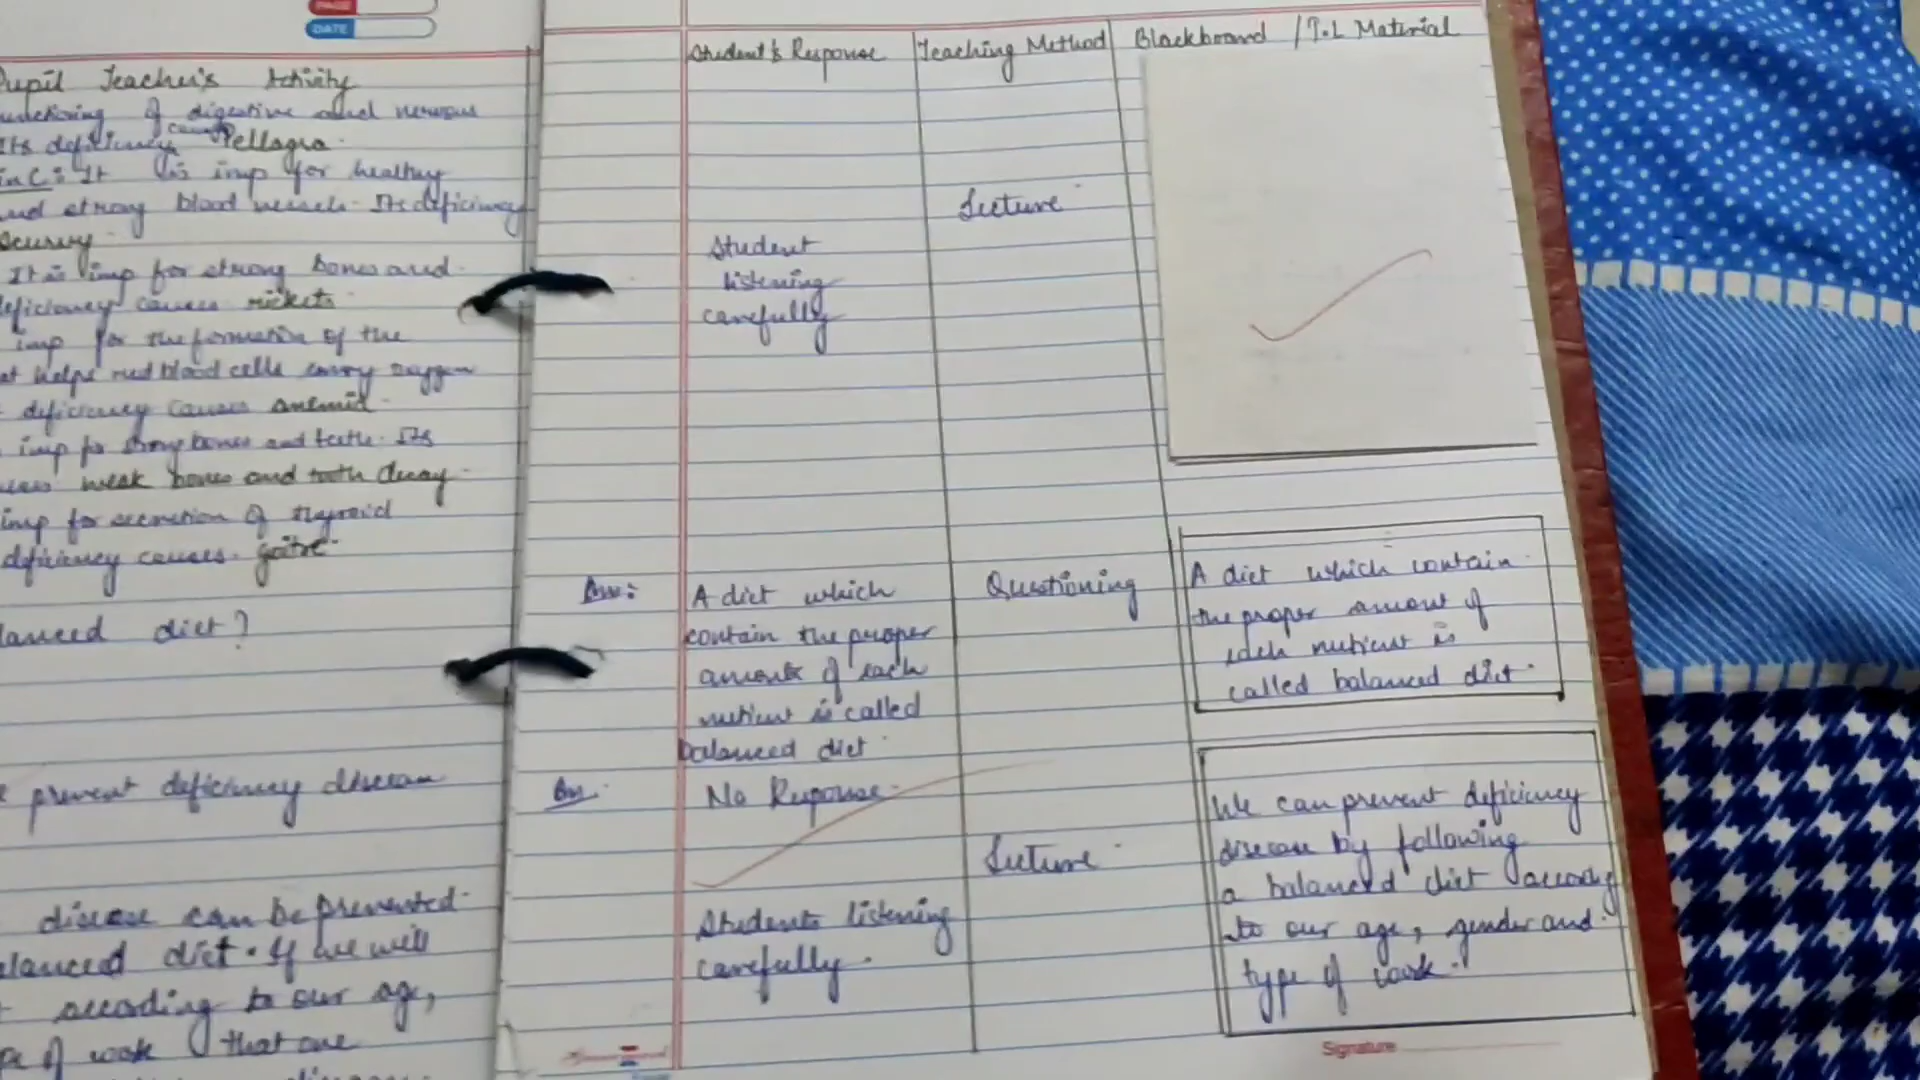 PAGE
DATE
Pupil Teacher's Activity
functioning of digestive and nervous
Its deficiency causes Pellagra.
in C: It is imp for healthy
and strong blood vessels. Its deficiency
scurvy.
It is imp for strong bones and
deficiency causes rickets.
imp for the formation of the
at helps red blood cells carry oxygen
deficiency causes anemia.
imp for strong bones and teeth. Its
weak bones and tooth decay.
imp for secretion of thyroid
deficiency causes goitre.
lanced diet?
prevent deficiency disease
disease can be prevented.
alanced diet. If we will
according to our age,
of work that are
Student's Response
Teaching Method
Blackboard / T.L Material
Lecture
Student
listening
carefully
Ans:
A diet which
contain the proper
amount of each
nutrient is called
balanced diet.
Questioning
A diet which contain
the proper amount of
each nutrient is
called balanced diet.
Ans.
No Response.
Lecture
Students listening
carefully.
We can prevent deficiency
disease by following
a balanced diet according
to our age, gender and
type of work.
Signature